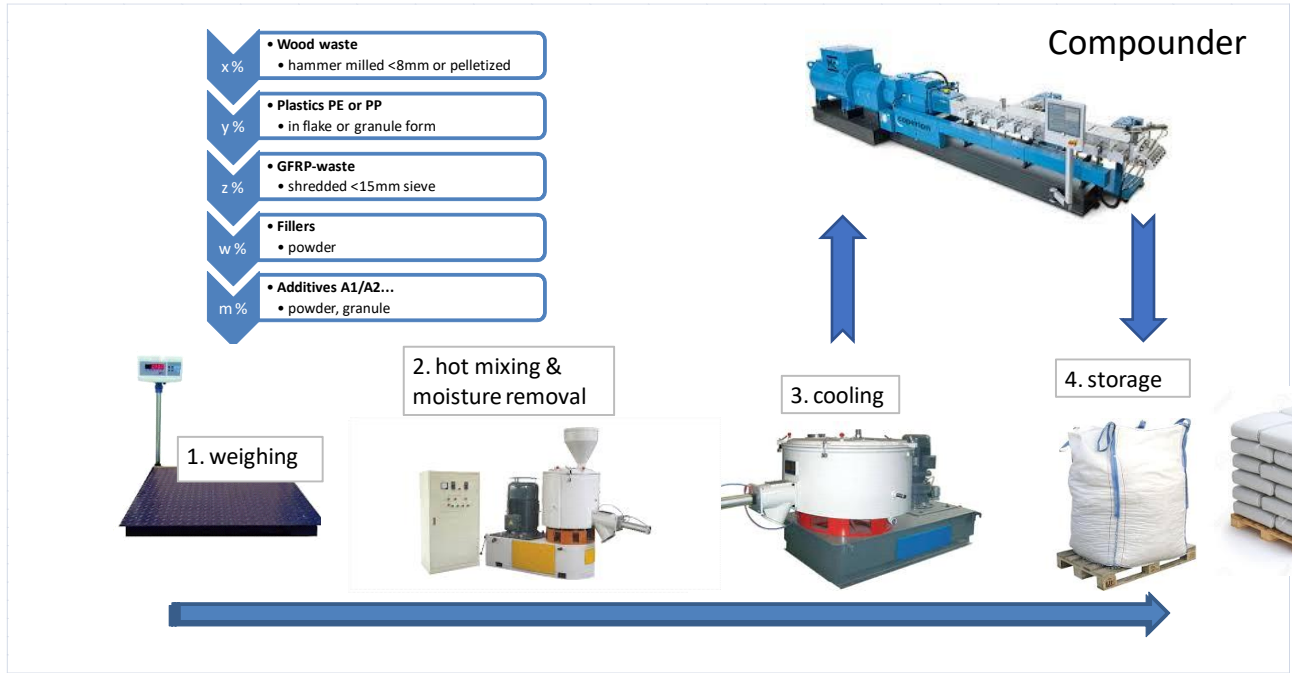 Compounder
x %
• Wood waste
• hammer milled <8mm or pelletized
y %
• Plastics PE or PP
• in flake or granule form
z %
• GFRP-waste
• shredded <15mm sieve
w %
• Fillers
• powder
m %
• Additives A1/A2...
• powder, granule
coperion
1. weighing
2. hot mixing &
moisture removal
3. cooling
4. storage